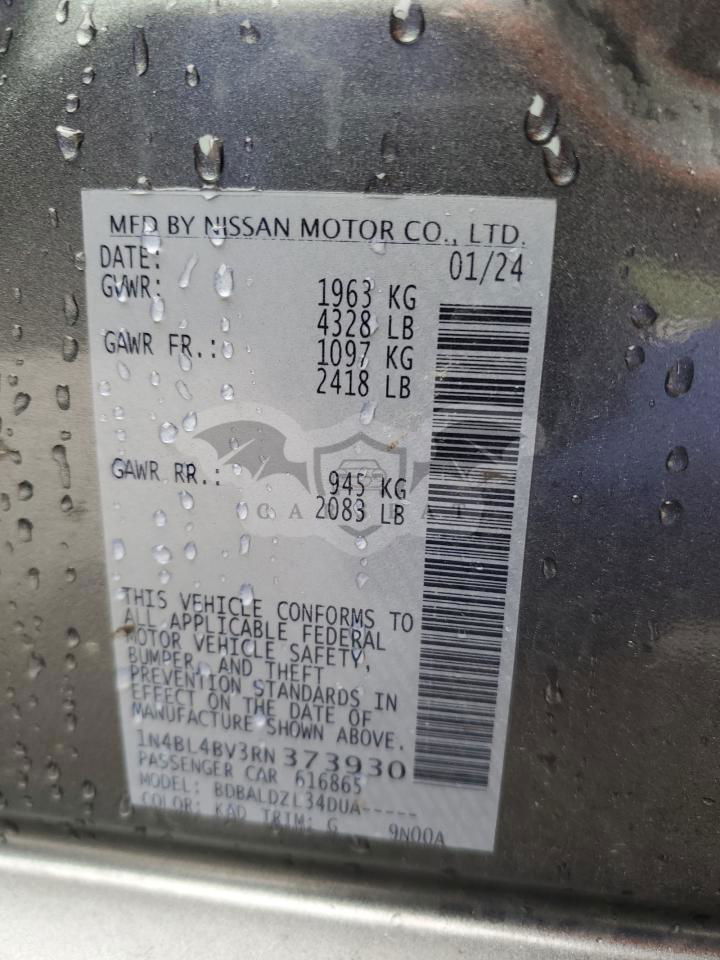 MFD BY NISSAN MOTOR CO., LTD.
DATE: 01/24
GVWR: 1963 KG
4328 LB
GAWR FR.: 1097 KG
2418 LB
GAWR RR.: 945 KG
2083 LB
THIS VEHICLE CONFORMS TO
ALL APPLICABLE FEDERAL
MOTOR VEHICLE SAFETY,
BUMPER, AND THEFT
PREVENTION STANDARDS IN
EFFECT ON THE DATE OF
MANUFACTURE SHOWN ABOVE.
1N4BL4BV3RN373930
PASSENGER CAR 616865
MODEL: BDBALDZL34DUA-----
COLOR: KAD TRIM: G 9N00A